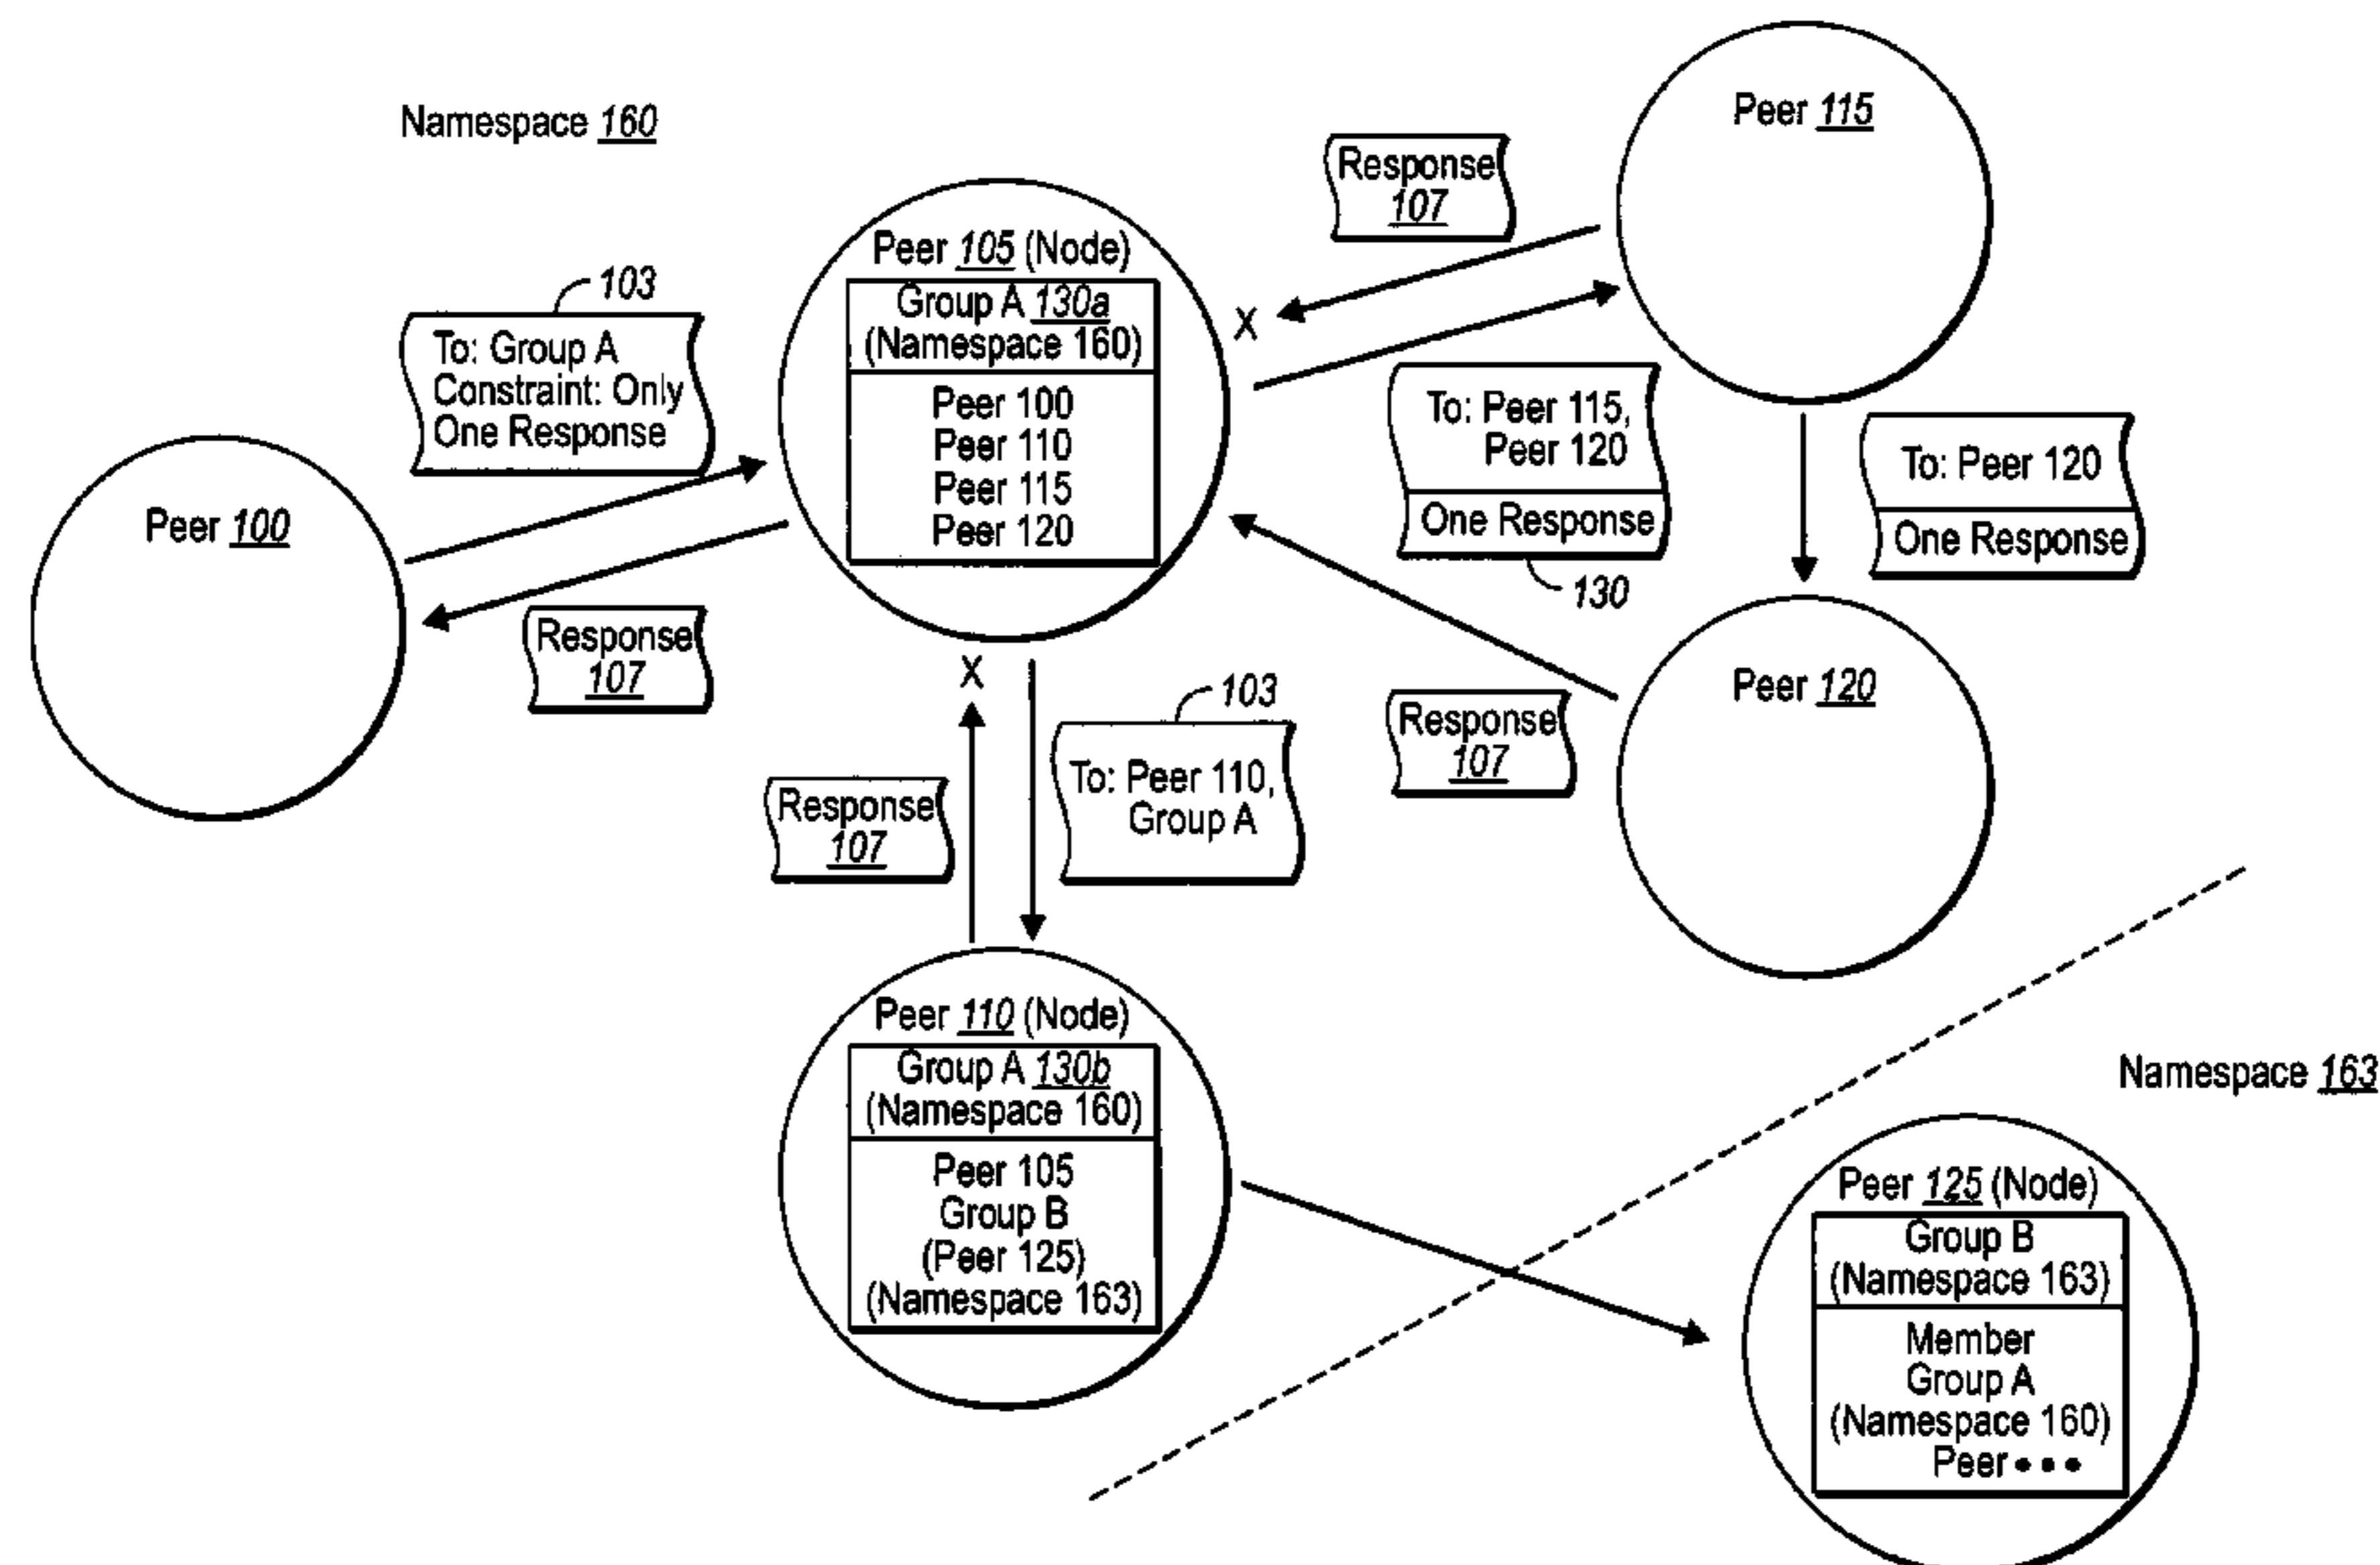 Namespace 160
Peer 115
Response
107
Peer 105 (Node)
Group A 130a
(Namespace 160)
Peer 100
Peer 110
Peer 115
Peer 120
103
To: Group A
Constraint: Only
One Response
X
To: Peer 115,
Peer 120
One Response
130
To: Peer 120
One Response
Peer 100
Response
107
X
103
To: Peer 110,
Group A
Response
107
Response
107
Peer 120
Peer 110 (Node)
Group A 130b
(Namespace 160)
Peer 105
Group B
(Peer 125)
(Namespace 163)
Namespace 163
Peer 125 (Node)
Group B
(Namespace 163)
Member
Group A
(Namespace 160)
Peer • • •